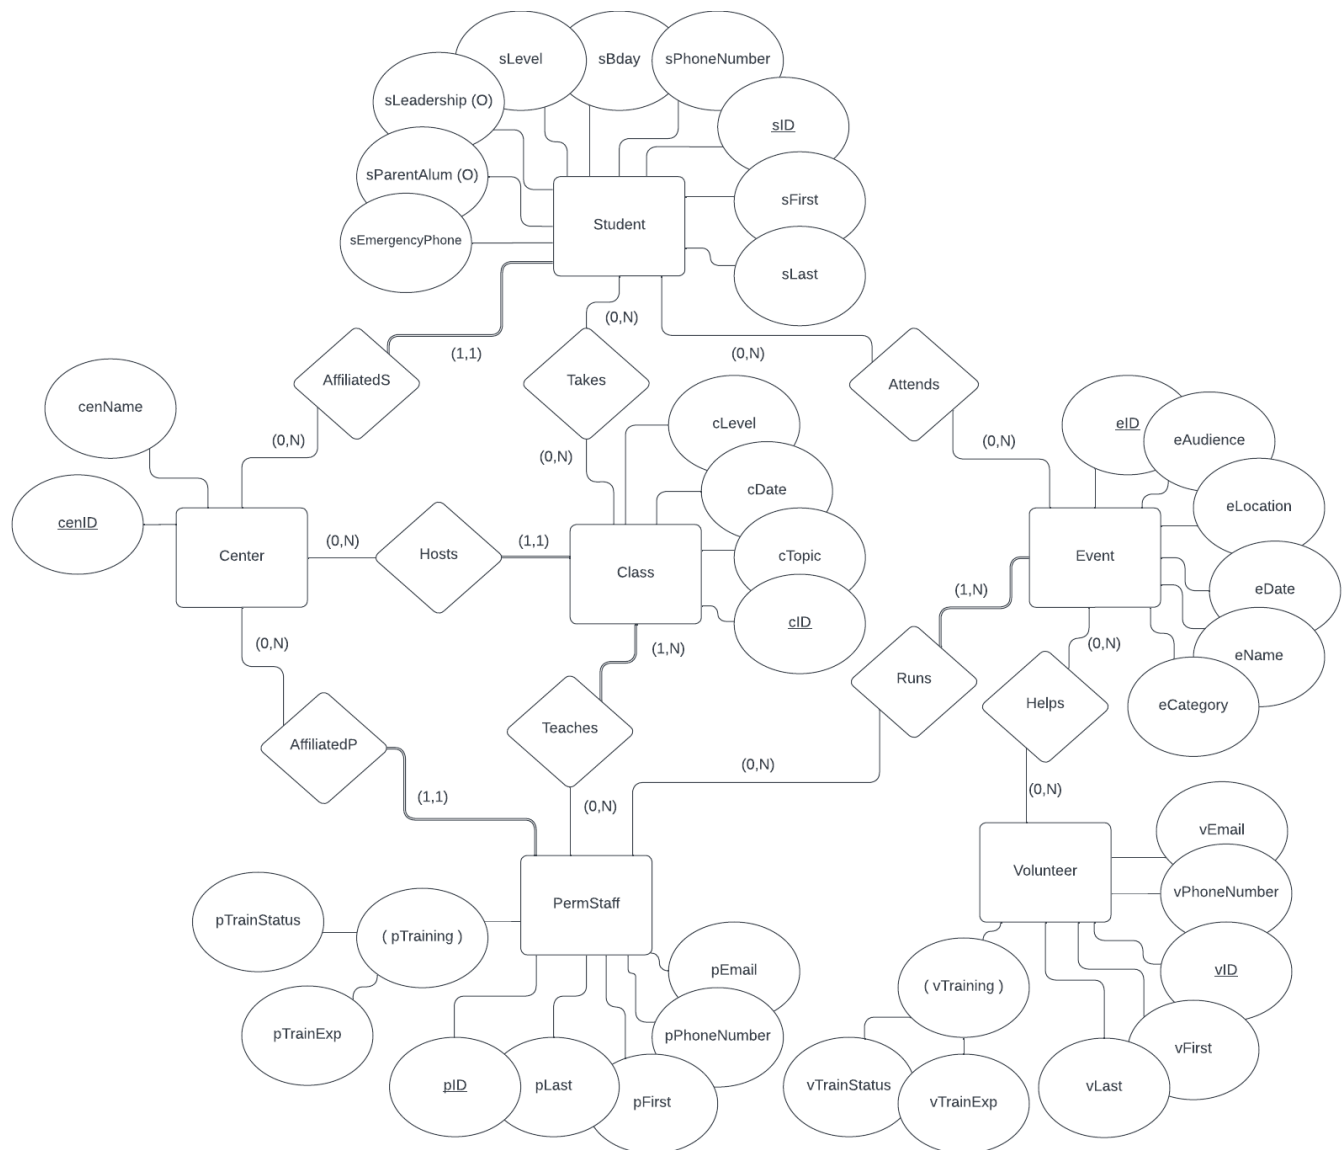 sLevel
sBday
sPhoneNumber
sLeadership (O)
sID
sParentAlum (O)
sFirst
Student
sEmergencyPhone
sLast
(0,N)
(1,1)
(0,N)
AffiliatedS
Takes
Attends
cenName
cLevel
eID
eAudience
(0,N)
(0,N)
(0,N)
cDate
eLocation
cenID
Center
(0,N)
Hosts
(1,1)
Class
cTopic
Event
eDate
(1,N)
cID
(0,N)
(1,N)
(0,N)
eName
Runs
Helps
eCategory
Teaches
AffiliatedP
(0,N)
(1,1)
(0,N)
(0,N)
vEmail
Volunteer
vPhoneNumber
PermStaff
pTrainStatus
( pTraining )
pEmail
vID
( vTraining )
pTrainExp
pPhoneNumber
vFirst
pID
pLast
pFirst
vTrainStatus
vTrainExp
vLast